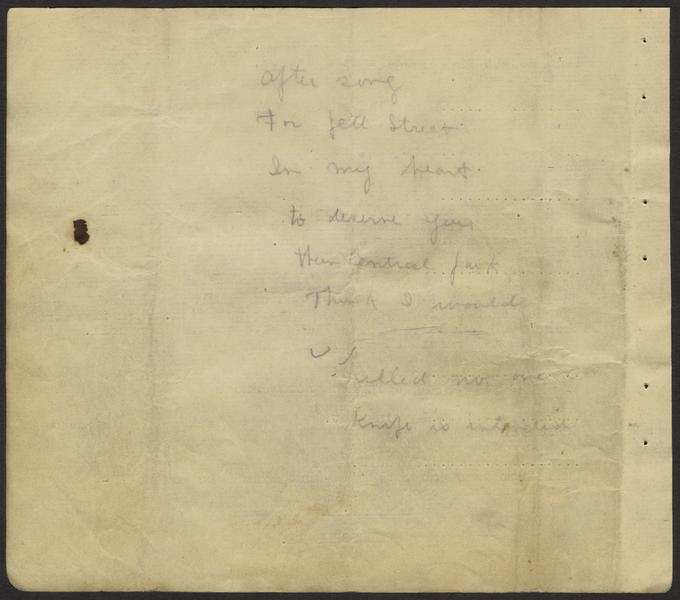 after song
For Jell Street
In my heart
to deserve you
then Central Park
Think I would
killed no one
Knife is intended